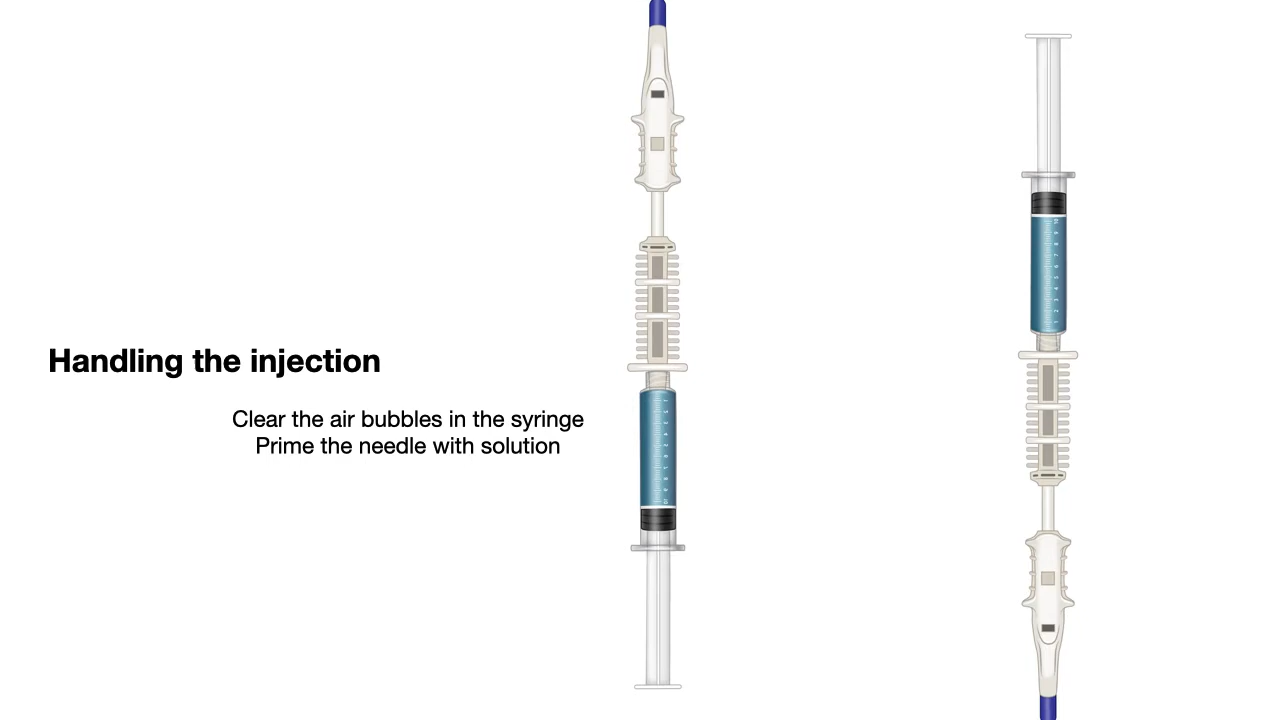 Handling the injection
Clear the air bubbles in the syringe
Prime the needle with solution